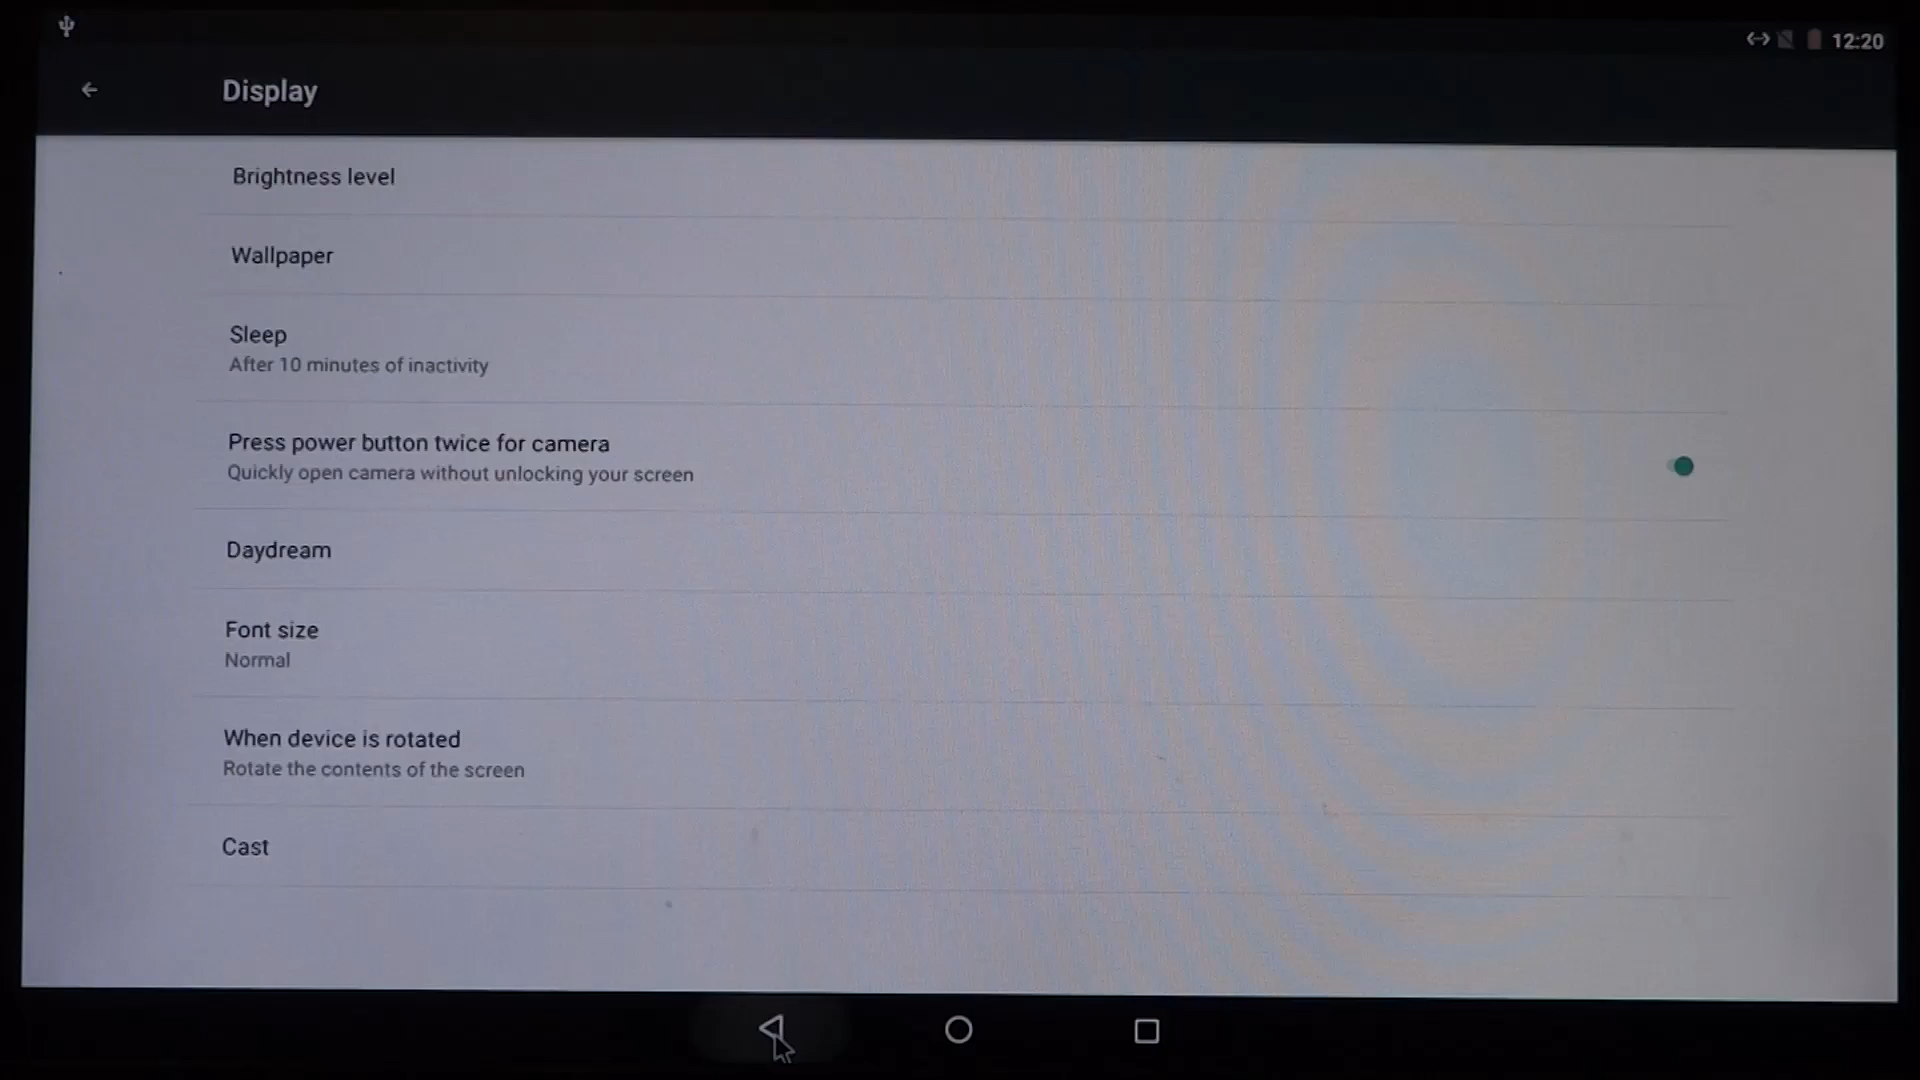 12:20
Display
Brightness level
Wallpaper
Sleep
After 10 minutes of inactivity
Press power button twice for camera
Quickly open camera without unlocking your screen
Daydream
Font size
Normal
When device is rotated
Rotate the contents of the screen
Cast